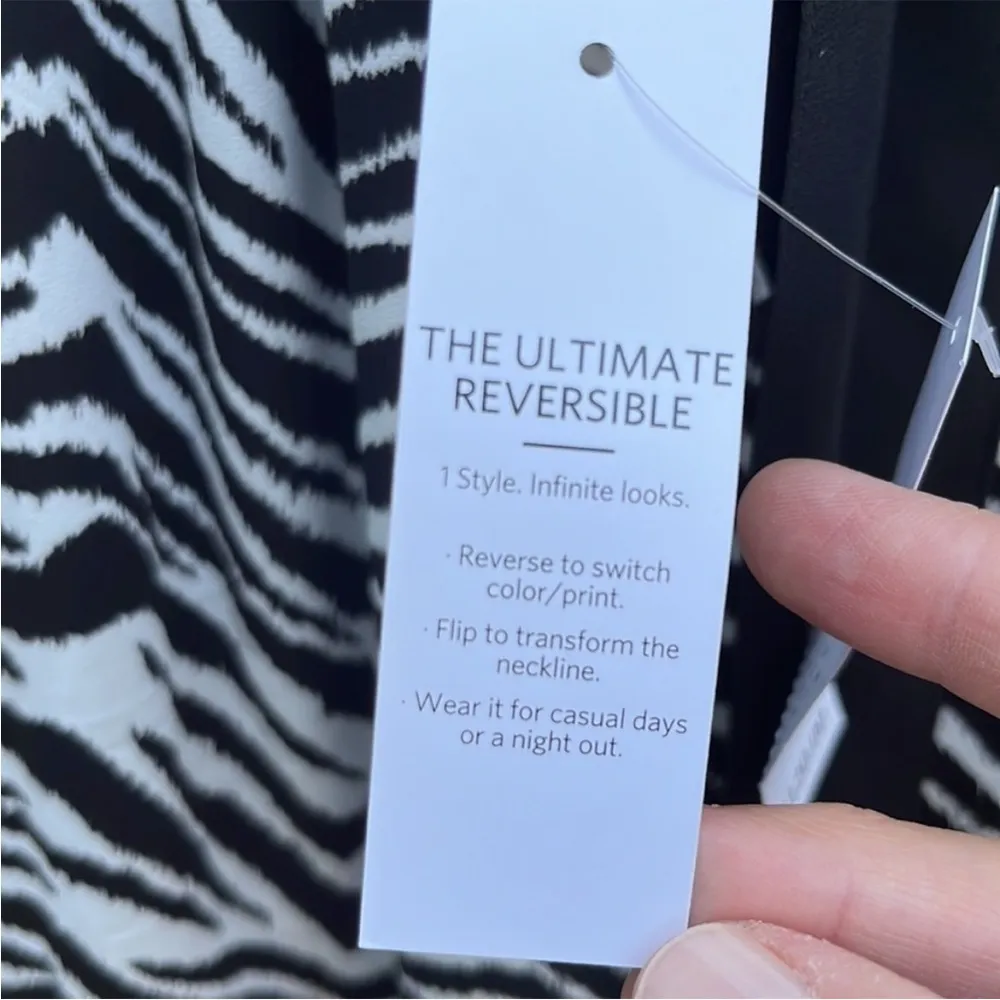 THE ULTIMATE
REVERSIBLE
1 Style. Infinite looks.
· Reverse to switch
color/print.
· Flip to transform the
neckline.
· Wear it for casual days
or a night out.